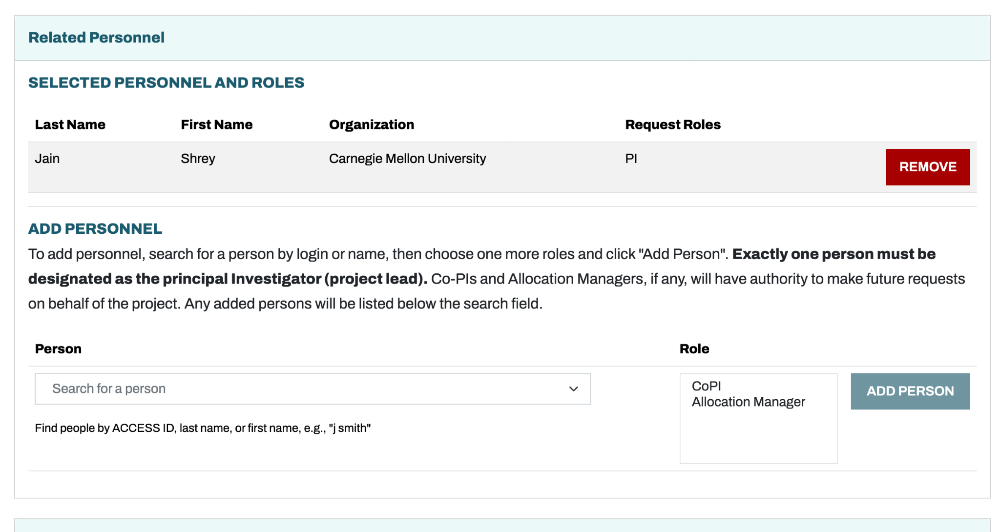 Related Personnel
SELECTED PERSONNEL AND ROLES
Last Name First Name Organization Request Roles
Jain Shrey Carnegie Mellon University PI REMOVE
ADD PERSONNEL
To add personnel, search for a person by login or name, then choose one more roles and click "Add Person". Exactly one person must be
designated as the principal Investigator (project lead). Co-PIs and Allocation Managers, if any, will have authority to make future requests
on behalf of the project. Any added persons will be listed below the search field.
Person Role
Search for a person CoPI ADD PERSON
Allocation Manager
Find people by ACCESS ID, last name, or first name, e.g., "j smith"